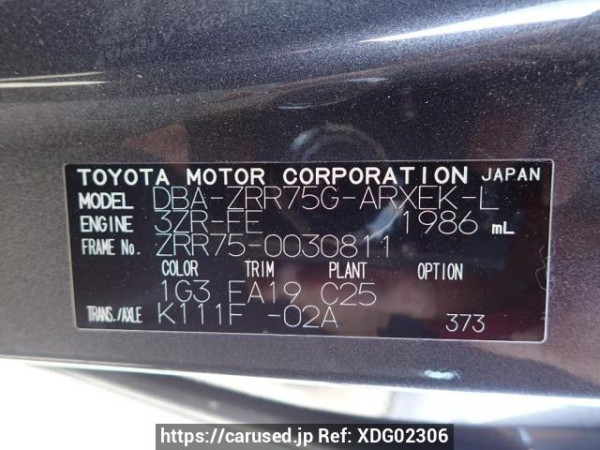 TOYOTA MOTOR CORPORATION JAPAN
MODEL DBA-ZRR75G-ARXEK-L
ENGINE 3ZR-FE 1986 mL
FRAME No. ZRR75-0030811
COLOR TRIM PLANT OPTION
1G3 FA19 C25
TRANS./AXLE K111F -02A 373
https://carused.jp Ref: XDG02306